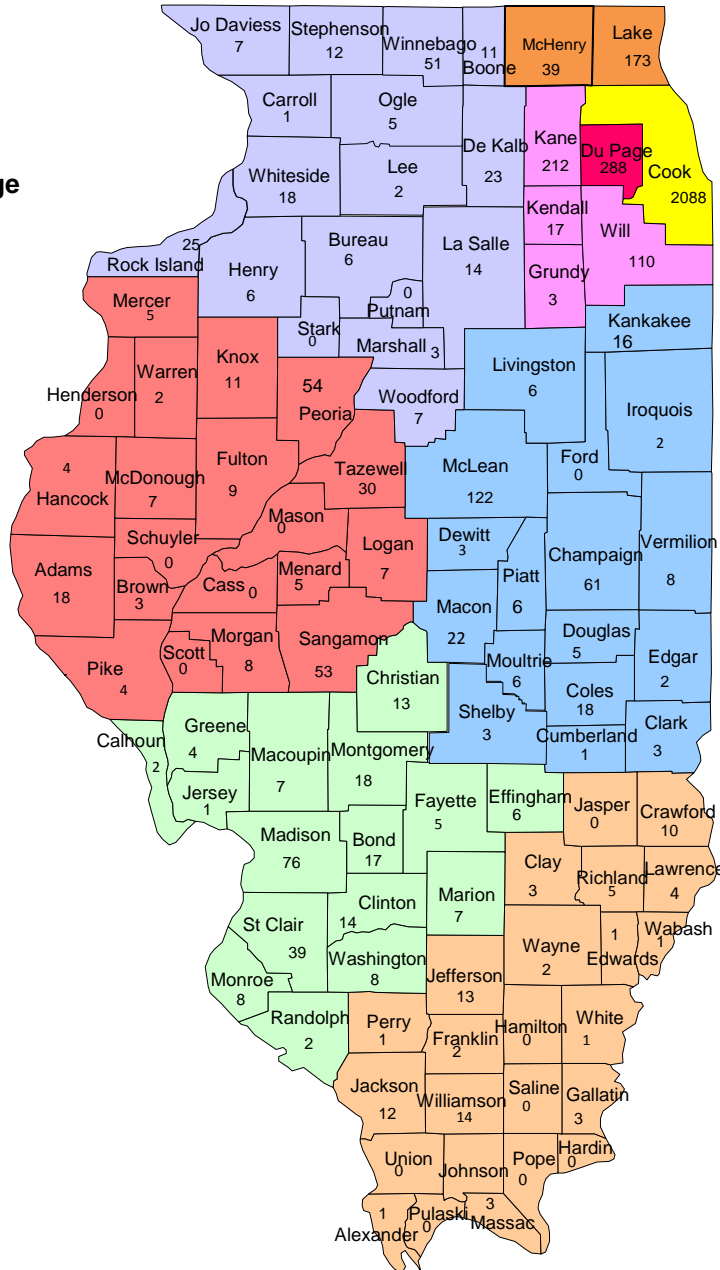 Jo Daviess
7
Stephenson
12
Winnebago
51
11
Boone
McHenry
39
Lake
173
Carroll
1
Ogle
5
De Kalb
23
Kane
212
Du Page
288
Cook
2088
ge
Whiteside
18
Lee
2
Kendall
17
Will
110
25
Rock Island
Henry
6
Bureau
6
La Salle
14
Grundy
3
0
Putnam
Mercer
5
Stark
0
Marshall 3
Kankakee
16
Knox
11
Warren
2
Henderson
0
54
Peoria
Woodford
7
Livingston
6
Iroquois
2
Ford
0
4
Hancock
McDonough
7
Fulton
9
Tazewell
30
McLean
122
Mason
0
Schuyler
0
Logan
7
Dewitt
3
Champaign
61
Vermilion
8
Adams
18
Brown
3
Cass 0
Menard
5
Piatt
6
Macon
22
Morgan
8
Scott
0
Sangamon
53
Douglas
5
Edgar
2
Pike
4
Christian
13
Moultrie
6
Coles
18
Shelby
3
Cumberland
1
Clark
3
Calhoun
2
Greene
4
Macoupin
7
Montgomery
18
Jersey
1
Fayette
5
Effingham
6
Jasper
0
Crawford
10
Madison
76
Bond
17
Clay
3
Richland
5
Lawrence
4
Marion
7
Clinton
14
St Clair
39
Wayne
2
1
Edwards
Wabash
1
Washington
8
Jefferson
13
Monroe
8
Randolph
2
Perry
1
Franklin
2
Hamilton
0
White
1
Jackson
12
Williamson
14
Saline
0
Gallatin
3
Union
0
Johnson
Pope
0
Hardin
0
1
Alexander
Pulaski
0
3
Massac